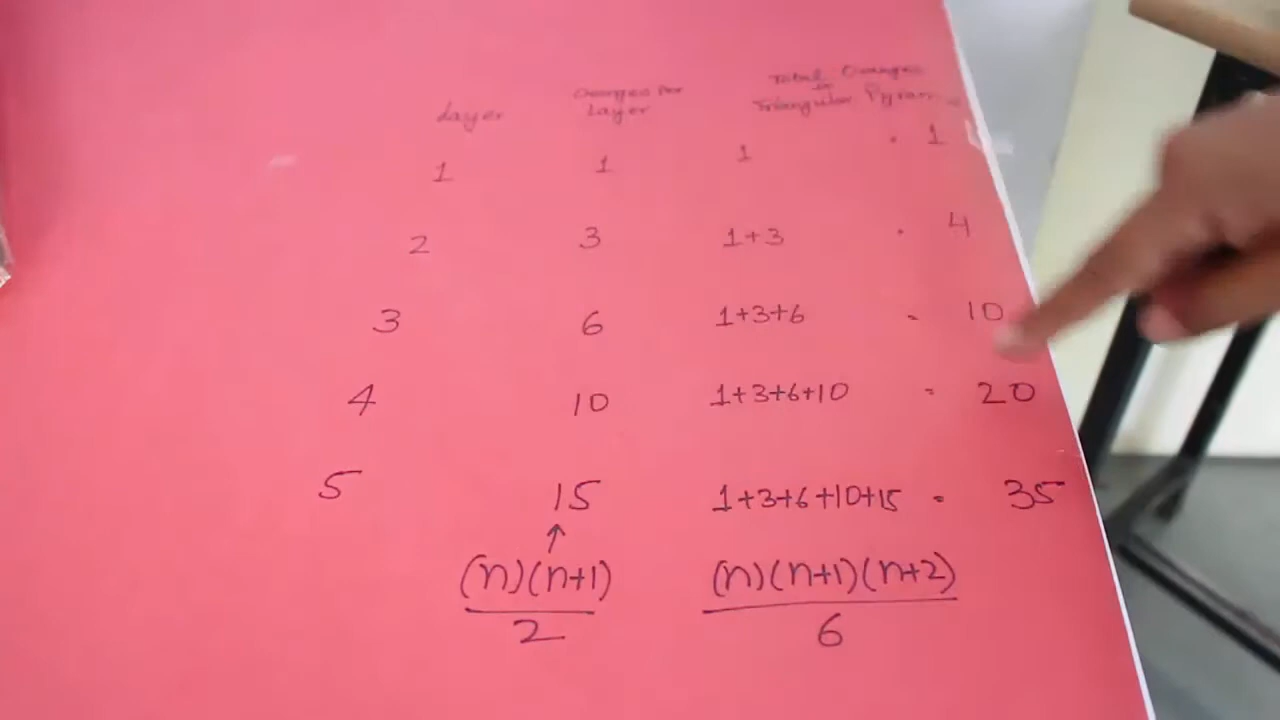 Layer Oranges Per Layer Total Oranges in Triangular
1 1 1 = 1
2 3 1+3 = 4
3 6 1+3+6 = 10
4 10 1+3+6+10 = 20
5 15 1+3+6+10+15 = 35
↑
(n)(n+1) (n)(n+1)(n+2)
2 6